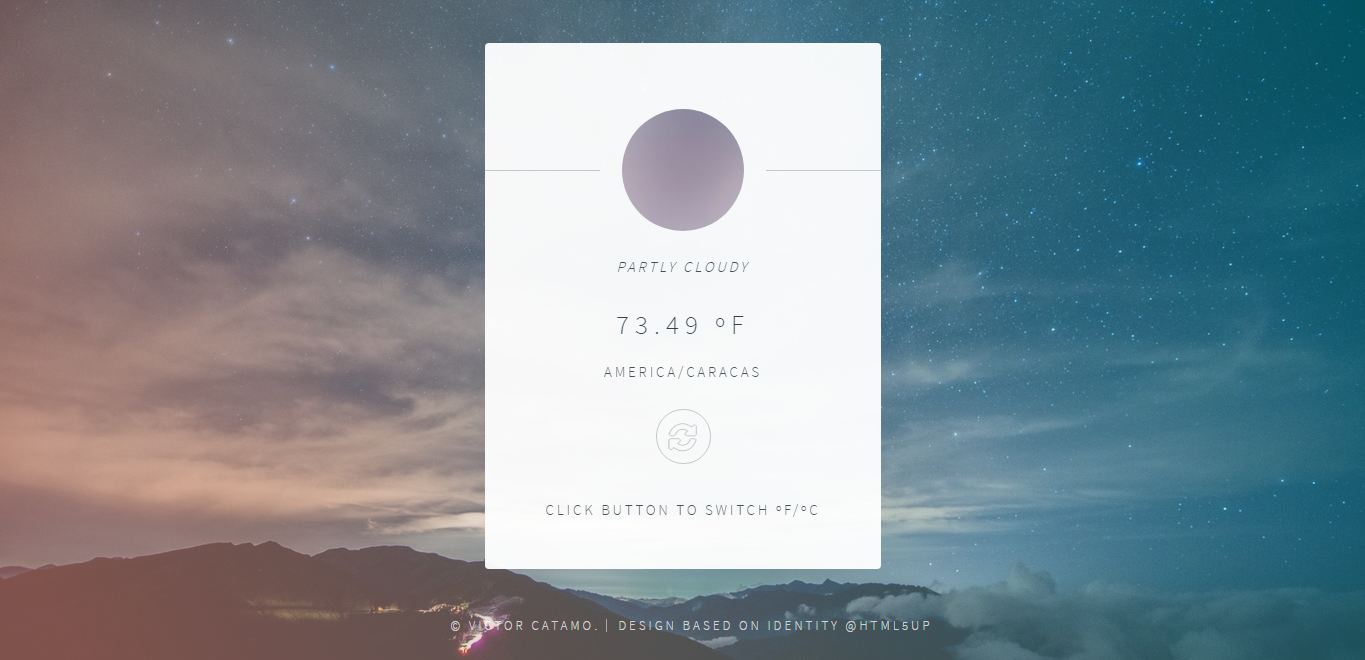 PARTLY CLOUDY
73.49 ºF
AMERICA/CARACAS
CLICK BUTTON TO SWITCH ºF/ºC
© VICTOR CATAMO. | DESIGN BASED ON IDENTITY @HTML5UP